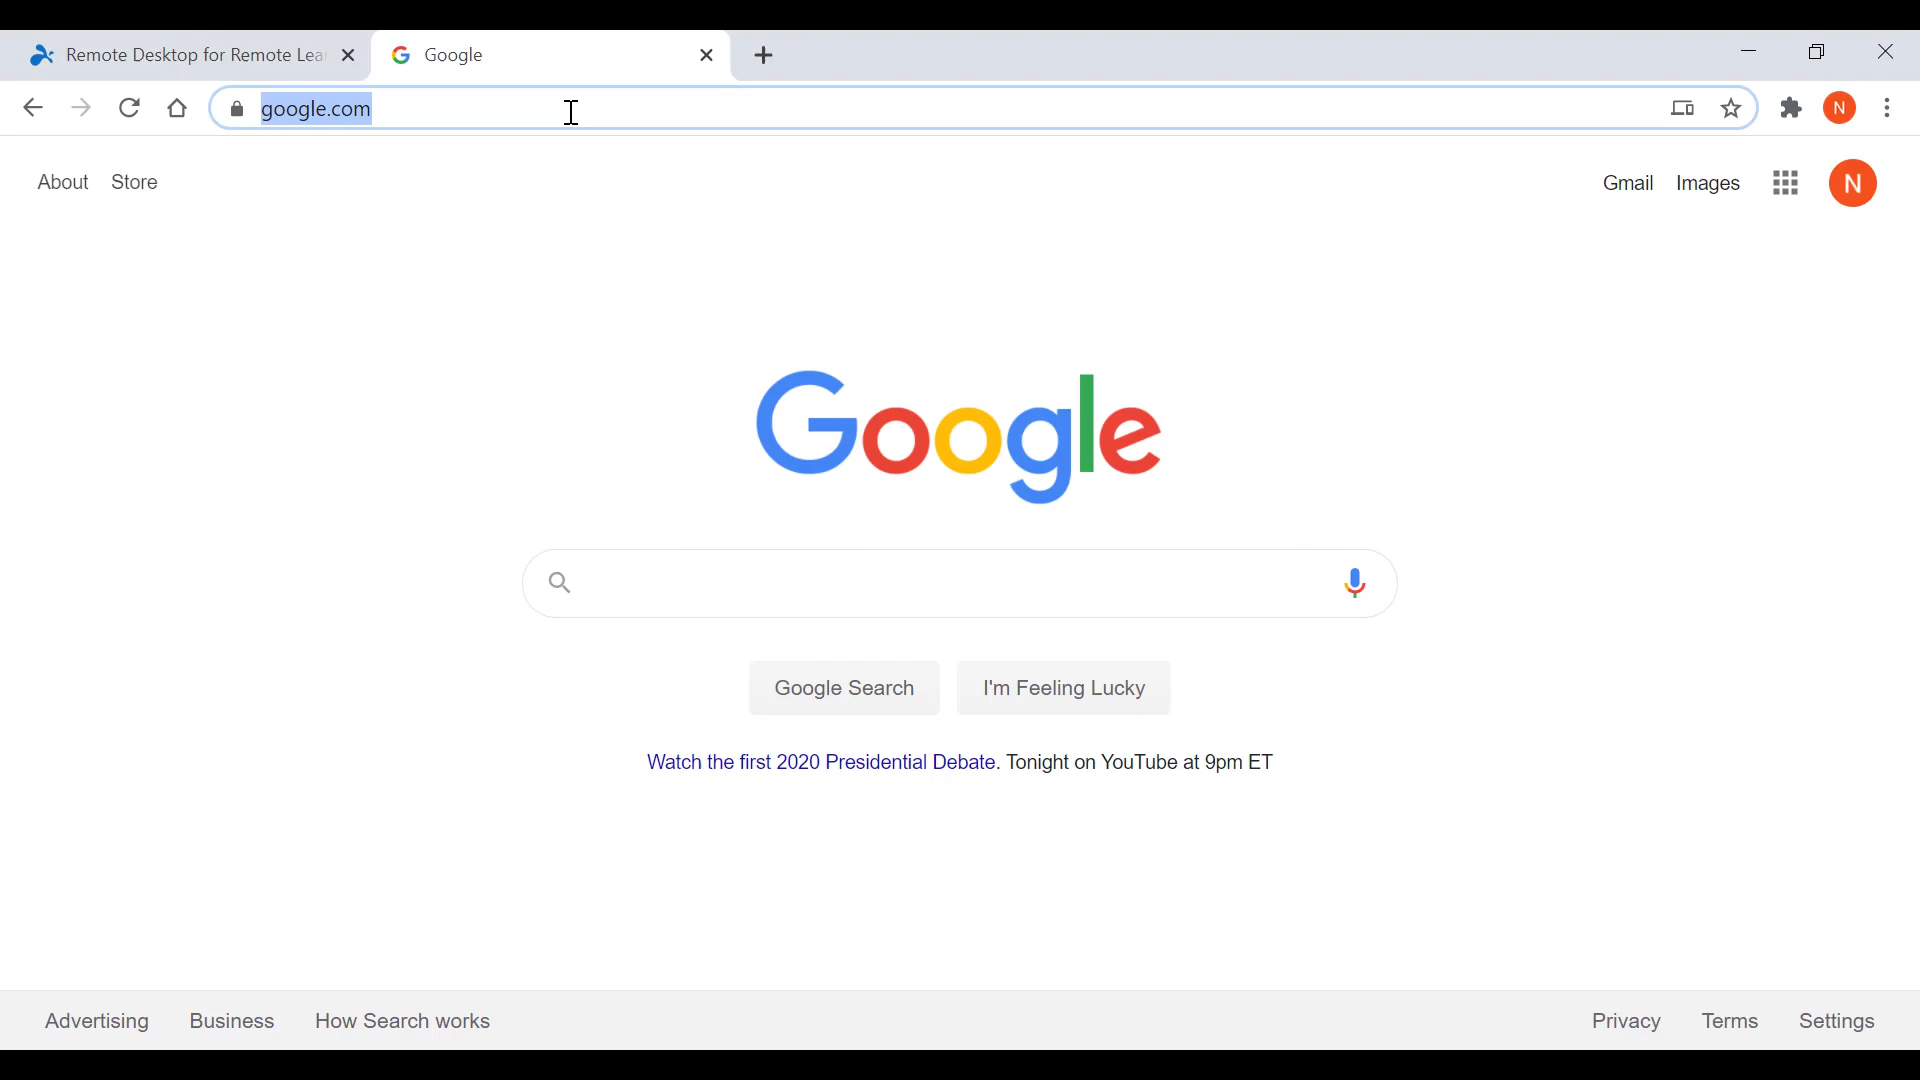 Remote Desktop for Remote Lea
Google
google.com
N
About Store
Gmail Images
N
Google
Google Search
I'm Feeling Lucky
Watch the first 2020 Presidential Debate. Tonight on YouTube at 9pm ET
Advertising Business How Search works
Privacy Terms Settings